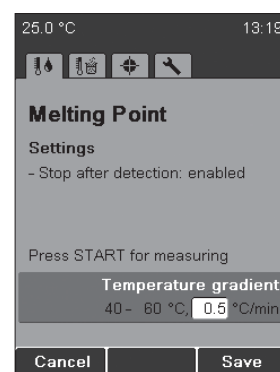 25.0 °C 13:19
Melting Point
Settings
- Stop after detection: enabled
Press START for measuring
Temperature gradient
40 - 60 °C, 0.5 °C/min
Cancel Save